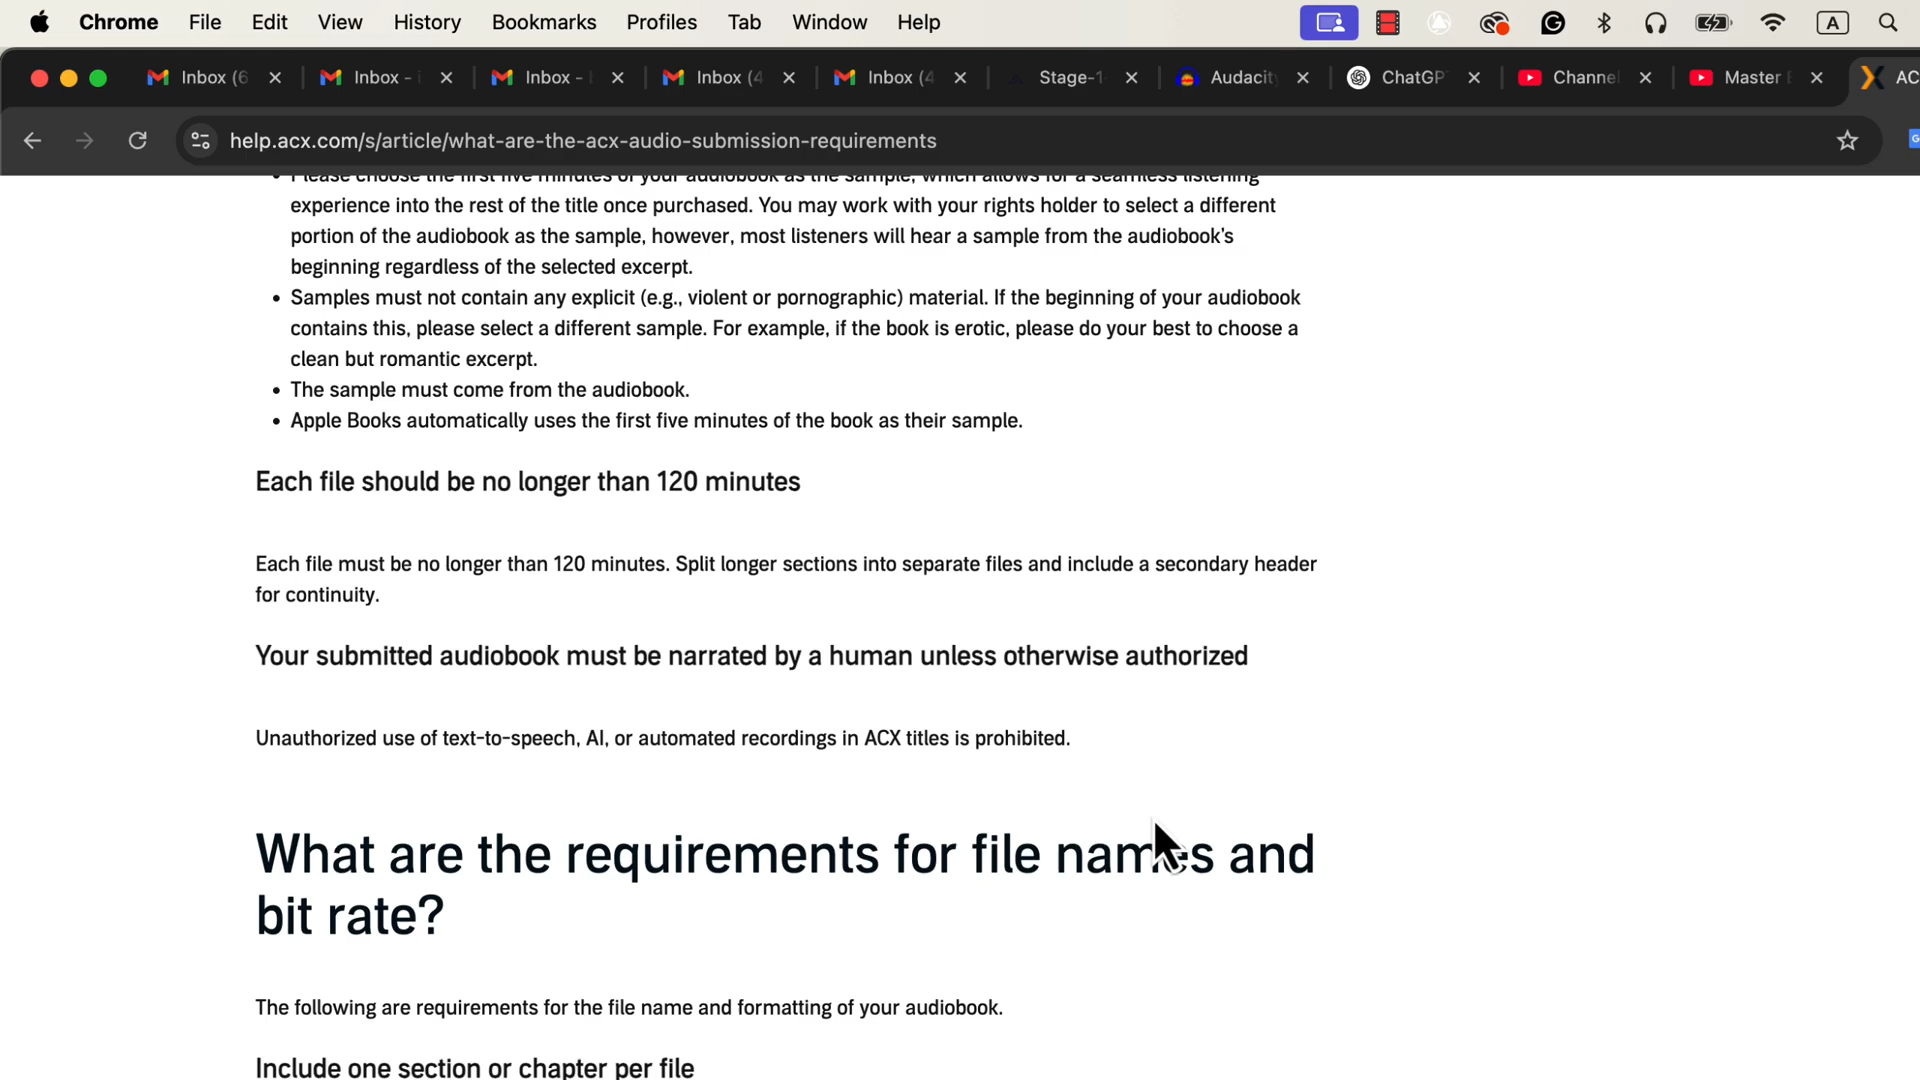 Chrome File Edit View History Bookmarks Profiles Tab Window Help A
Inbox (6 Inbox - Inbox - Inbox (4 Inbox (4 Stage-1 Audacity ChatGP Channel Master AC
help.acx.com/s/article/what-are-the-acx-audio-submission-requirements
• Please choose the first five minutes of your audiobook as the sample, which allows for a seamless listening
experience into the rest of the title once purchased. You may work with your rights holder to select a different
portion of the audiobook as the sample, however, most listeners will hear a sample from the audiobook's
beginning regardless of the selected excerpt.
• Samples must not contain any explicit (e.g., violent or pornographic) material. If the beginning of your audiobook
contains this, please select a different sample. For example, if the book is erotic, please do your best to choose a
clean but romantic excerpt.
• The sample must come from the audiobook.
• Apple Books automatically uses the first five minutes of the book as their sample.
Each file should be no longer than 120 minutes
Each file must be no longer than 120 minutes. Split longer sections into separate files and include a secondary header
for continuity.
Your submitted audiobook must be narrated by a human unless otherwise authorized
Unauthorized use of text-to-speech, AI, or automated recordings in ACX titles is prohibited.
What are the requirements for file names and
bit rate?
The following are requirements for the file name and formatting of your audiobook.
Include one section or chapter per file